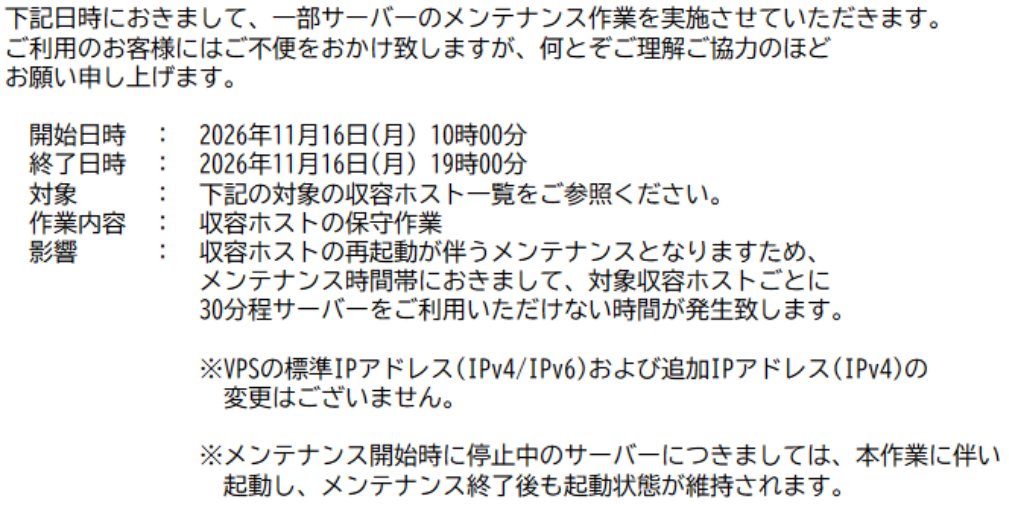 下記日時におきまして、一部サーバーのメンテナンス作業を実施させていただきます。
ご利用のお客様にはご不便をおかけ致しますが、何とぞご理解ご協力のほど
お願い申し上げます。
開始日時 : 2026年11月16日(月) 10時00分
終了日時 : 2026年11月16日(月) 19時00分
対象 : 下記の対象の収容ホスト一覧をご参照ください。
作業内容 : 収容ホストの保守作業
影響 : 収容ホストの再起動が伴うメンテナンスとなりますため、
メンテナンス時間帯におきまして、対象収容ホストごとに
30分程サーバーをご利用いただけない時間が発生致します。
※VPSの標準IPアドレス(IPv4/IPv6)および追加IPアドレス(IPv4)の
変更はございません。
※メンテナンス開始時に停止中のサーバーにつきましては、本作業に伴い
起動し、メンテナンス終了後も起動状態が維持されます。